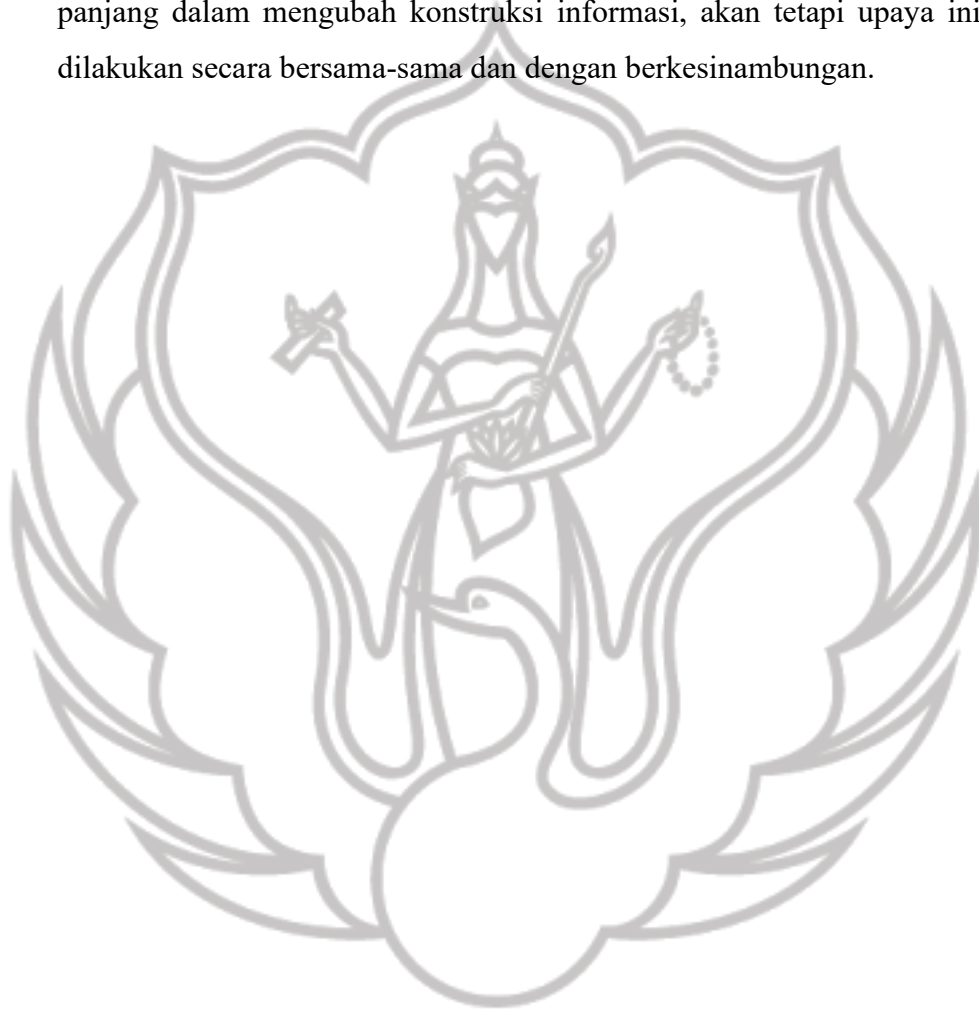 panjang dalam mengubah konstruksi informasi, akan tetapi upaya ini
dilakukan secara bersama-sama dan dengan berkesinambungan.